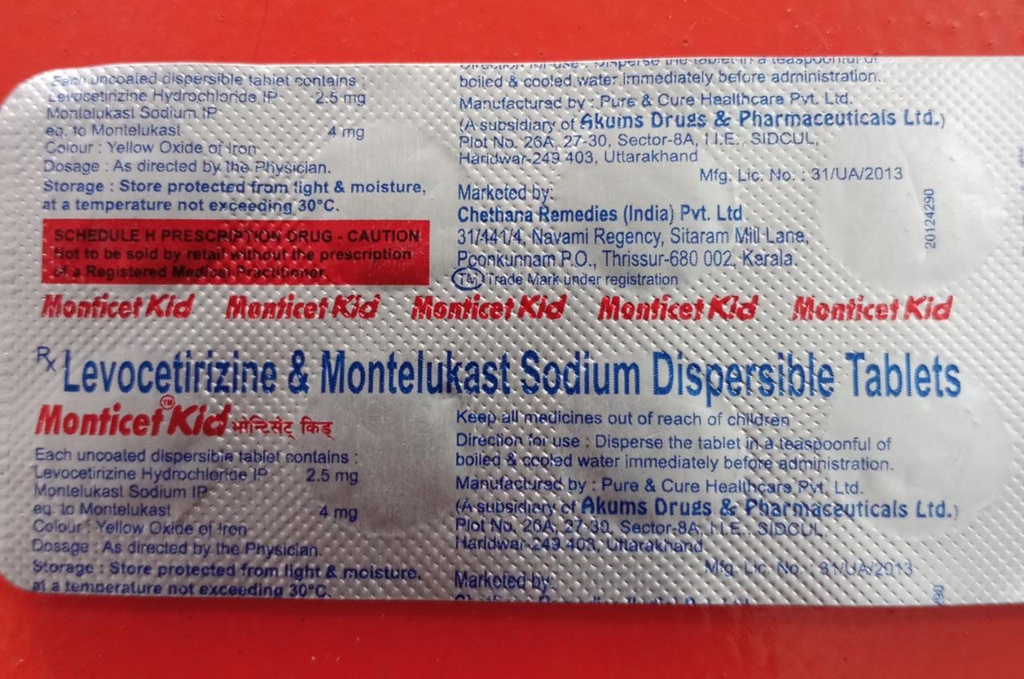 Each uncoated dispersible tablet contains :
Levocetirizine Hydrochloride IP 2.5 mg
Montelukast Sodium IP
eq. to Montelukast 4 mg
Colour : Yellow Oxide of Iron
Dosage : As directed by the Physician.
Storage : Store protected from light & moisture,
at a temperature not exceeding 30°C.
SCHEDULE H PRESCRIPTION DRUG - CAUTION
Not to be sold by retail without the prescription
of a Registered Medical Practitioner.
Direction for use : Disperse the tablet in a teaspoonful of
boiled & cooled water immediately before administration.
Manufactured by : Pure & Cure Healthcare Pvt. Ltd.
(A subsidiary of Akums Drugs & Pharmaceuticals Ltd.)
Plot No. 26A, 27-30, Sector-8A, I.I.E., SIDCUL,
Haridwar-249 403, Uttarakhand
Mfg. Lic. No. : 31/UA/2013
Marketed by:
Chethana Remedies (India) Pvt. Ltd
31/441/4, Navami Regency, Sitaram Mill Lane,
Poonkunnam P.O., Thrissur-680 002, Kerala.
TM Trade Mark under registration
20124290
Monticet Kid Monticet Kid Monticet Kid Monticet Kid Monticet Kid
Rx Levocetirizine & Montelukast Sodium Dispersible Tablets
Monticet™ Kid मोन्टिसेट् किड्
Each uncoated dispersible tablet contains :
Levocetirizine Hydrochloride IP 2.5 mg
Montelukast Sodium IP
eq. to Montelukast 4 mg
Colour : Yellow Oxide of Iron
Dosage : As directed by the Physician.
Storage : Store protected from light & moisture,
at a temperature not exceeding 30°C.
Keep all medicines out of reach of children
Direction for use : Disperse the tablet in a teaspoonful of
boiled & cooled water immediately before administration.
Manufactured by : Pure & Cure Healthcare Pvt. Ltd.
(A subsidiary of Akums Drugs & Pharmaceuticals Ltd.)
Plot No. 26A, 27-30, Sector-8A, I.I.E., SIDCUL,
Haridwar-249 403, Uttarakhand
Mfg. Lic. No. : 31/UA/2013
Marketed by:
290